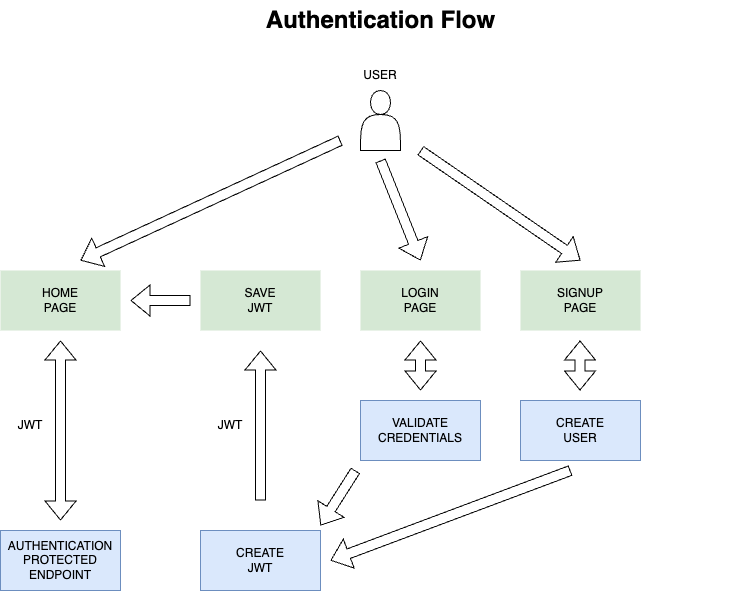 Authentication Flow
USER
HOME
PAGE
SAVE
JWT
LOGIN
PAGE
SIGNUP
PAGE
JWT
JWT
VALIDATE
CREDENTIALS
CREATE
USER
AUTHENTICATION
PROTECTED
ENDPOINT
CREATE
JWT